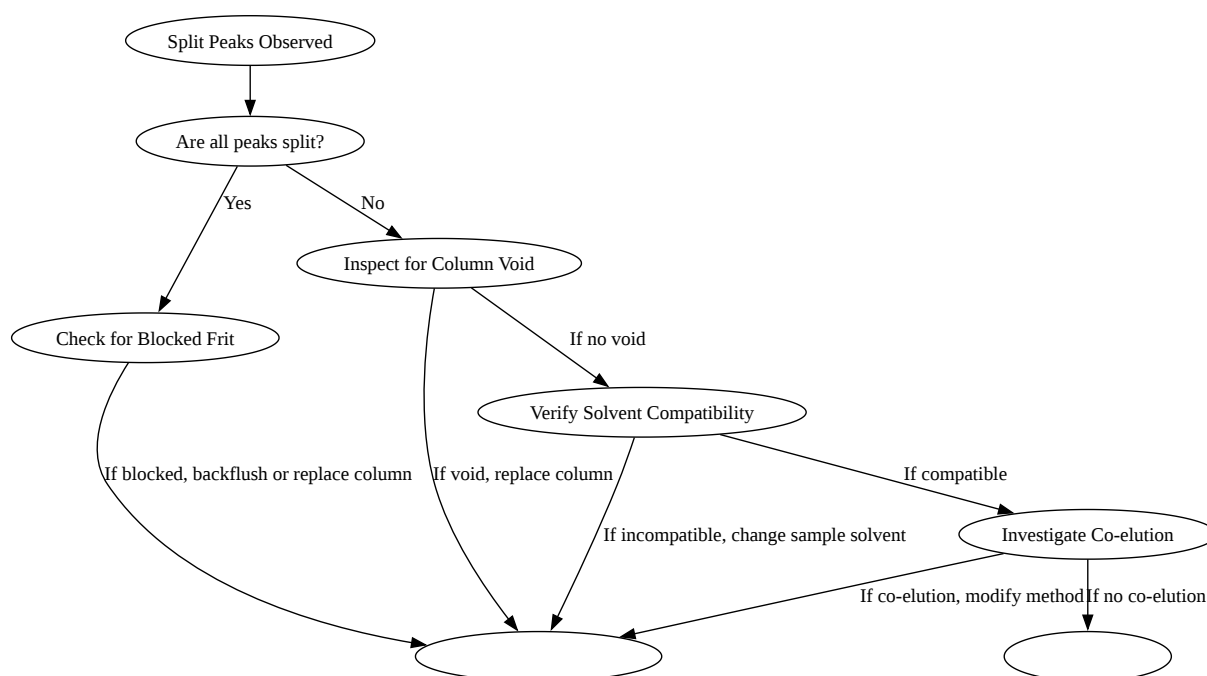 Split Peaks Observed
Are all peaks split?
Yes
No
Inspect for Column Void
Check for Blocked Frit
If no void
Verify Solvent Compatibility
If blocked, backflush or replace column
If void, replace column
If compatible
If incompatible, change sample solvent
Investigate Co-elution
If co-elution, modify method
If no co-elution